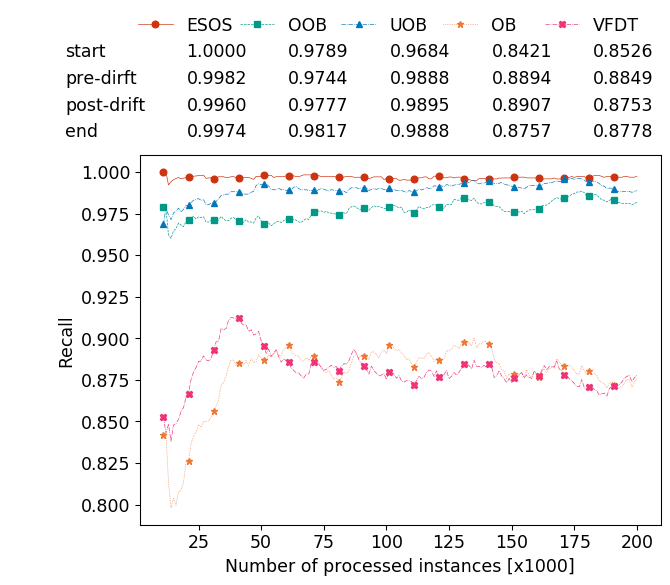 ESOS OOB UOB OB VFDT
start 1.0000 0.9789 0.9684 0.8421 0.8526
pre-dirft 0.9982 0.9744 0.9888 0.8894 0.8849
post-drift 0.9960 0.9777 0.9895 0.8907 0.8753
end 0.9974 0.9817 0.9888 0.8757 0.8778
1.000
0.975
0.950
0.925
0.900
0.875
0.850
0.825
0.800
Recall
25 50 75 100 125 150 175 200
Number of processed instances [x1000]